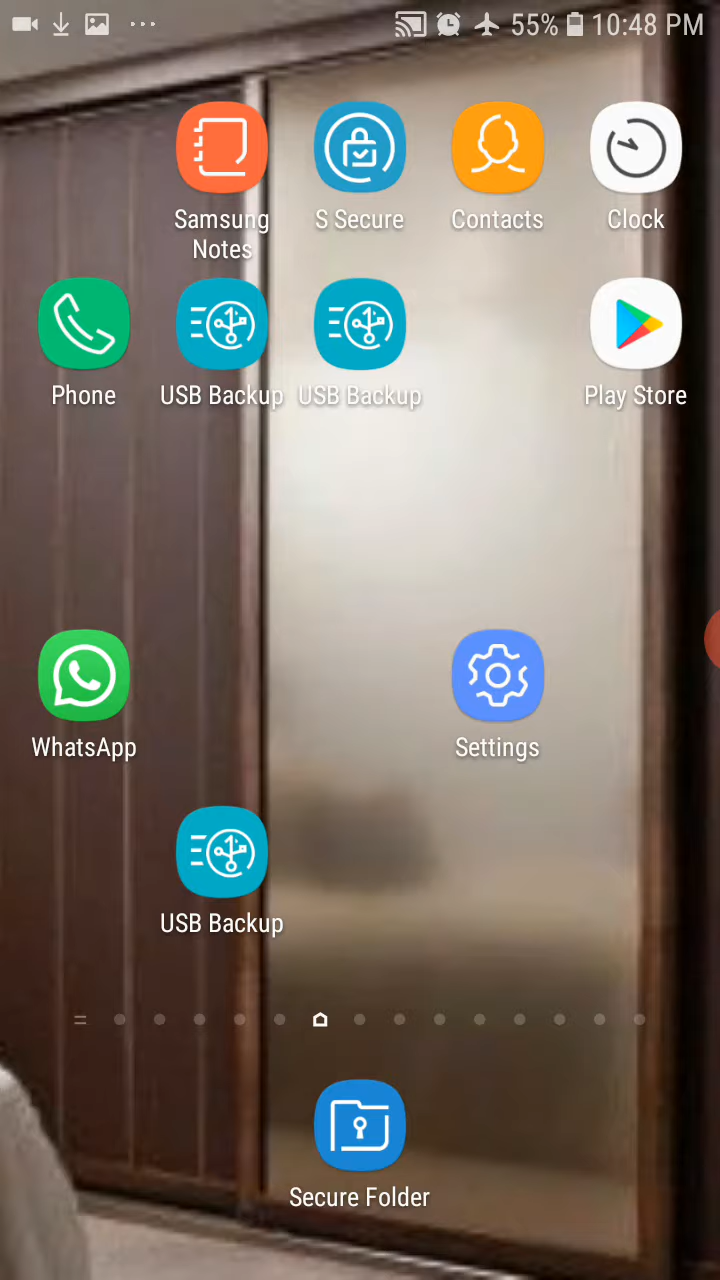 55% 10:48 PM
Samsung Notes
S Secure
Contacts
Clock
Phone
USB Backup
USB Backup
Play Store
WhatsApp
Settings
USB Backup
Secure Folder